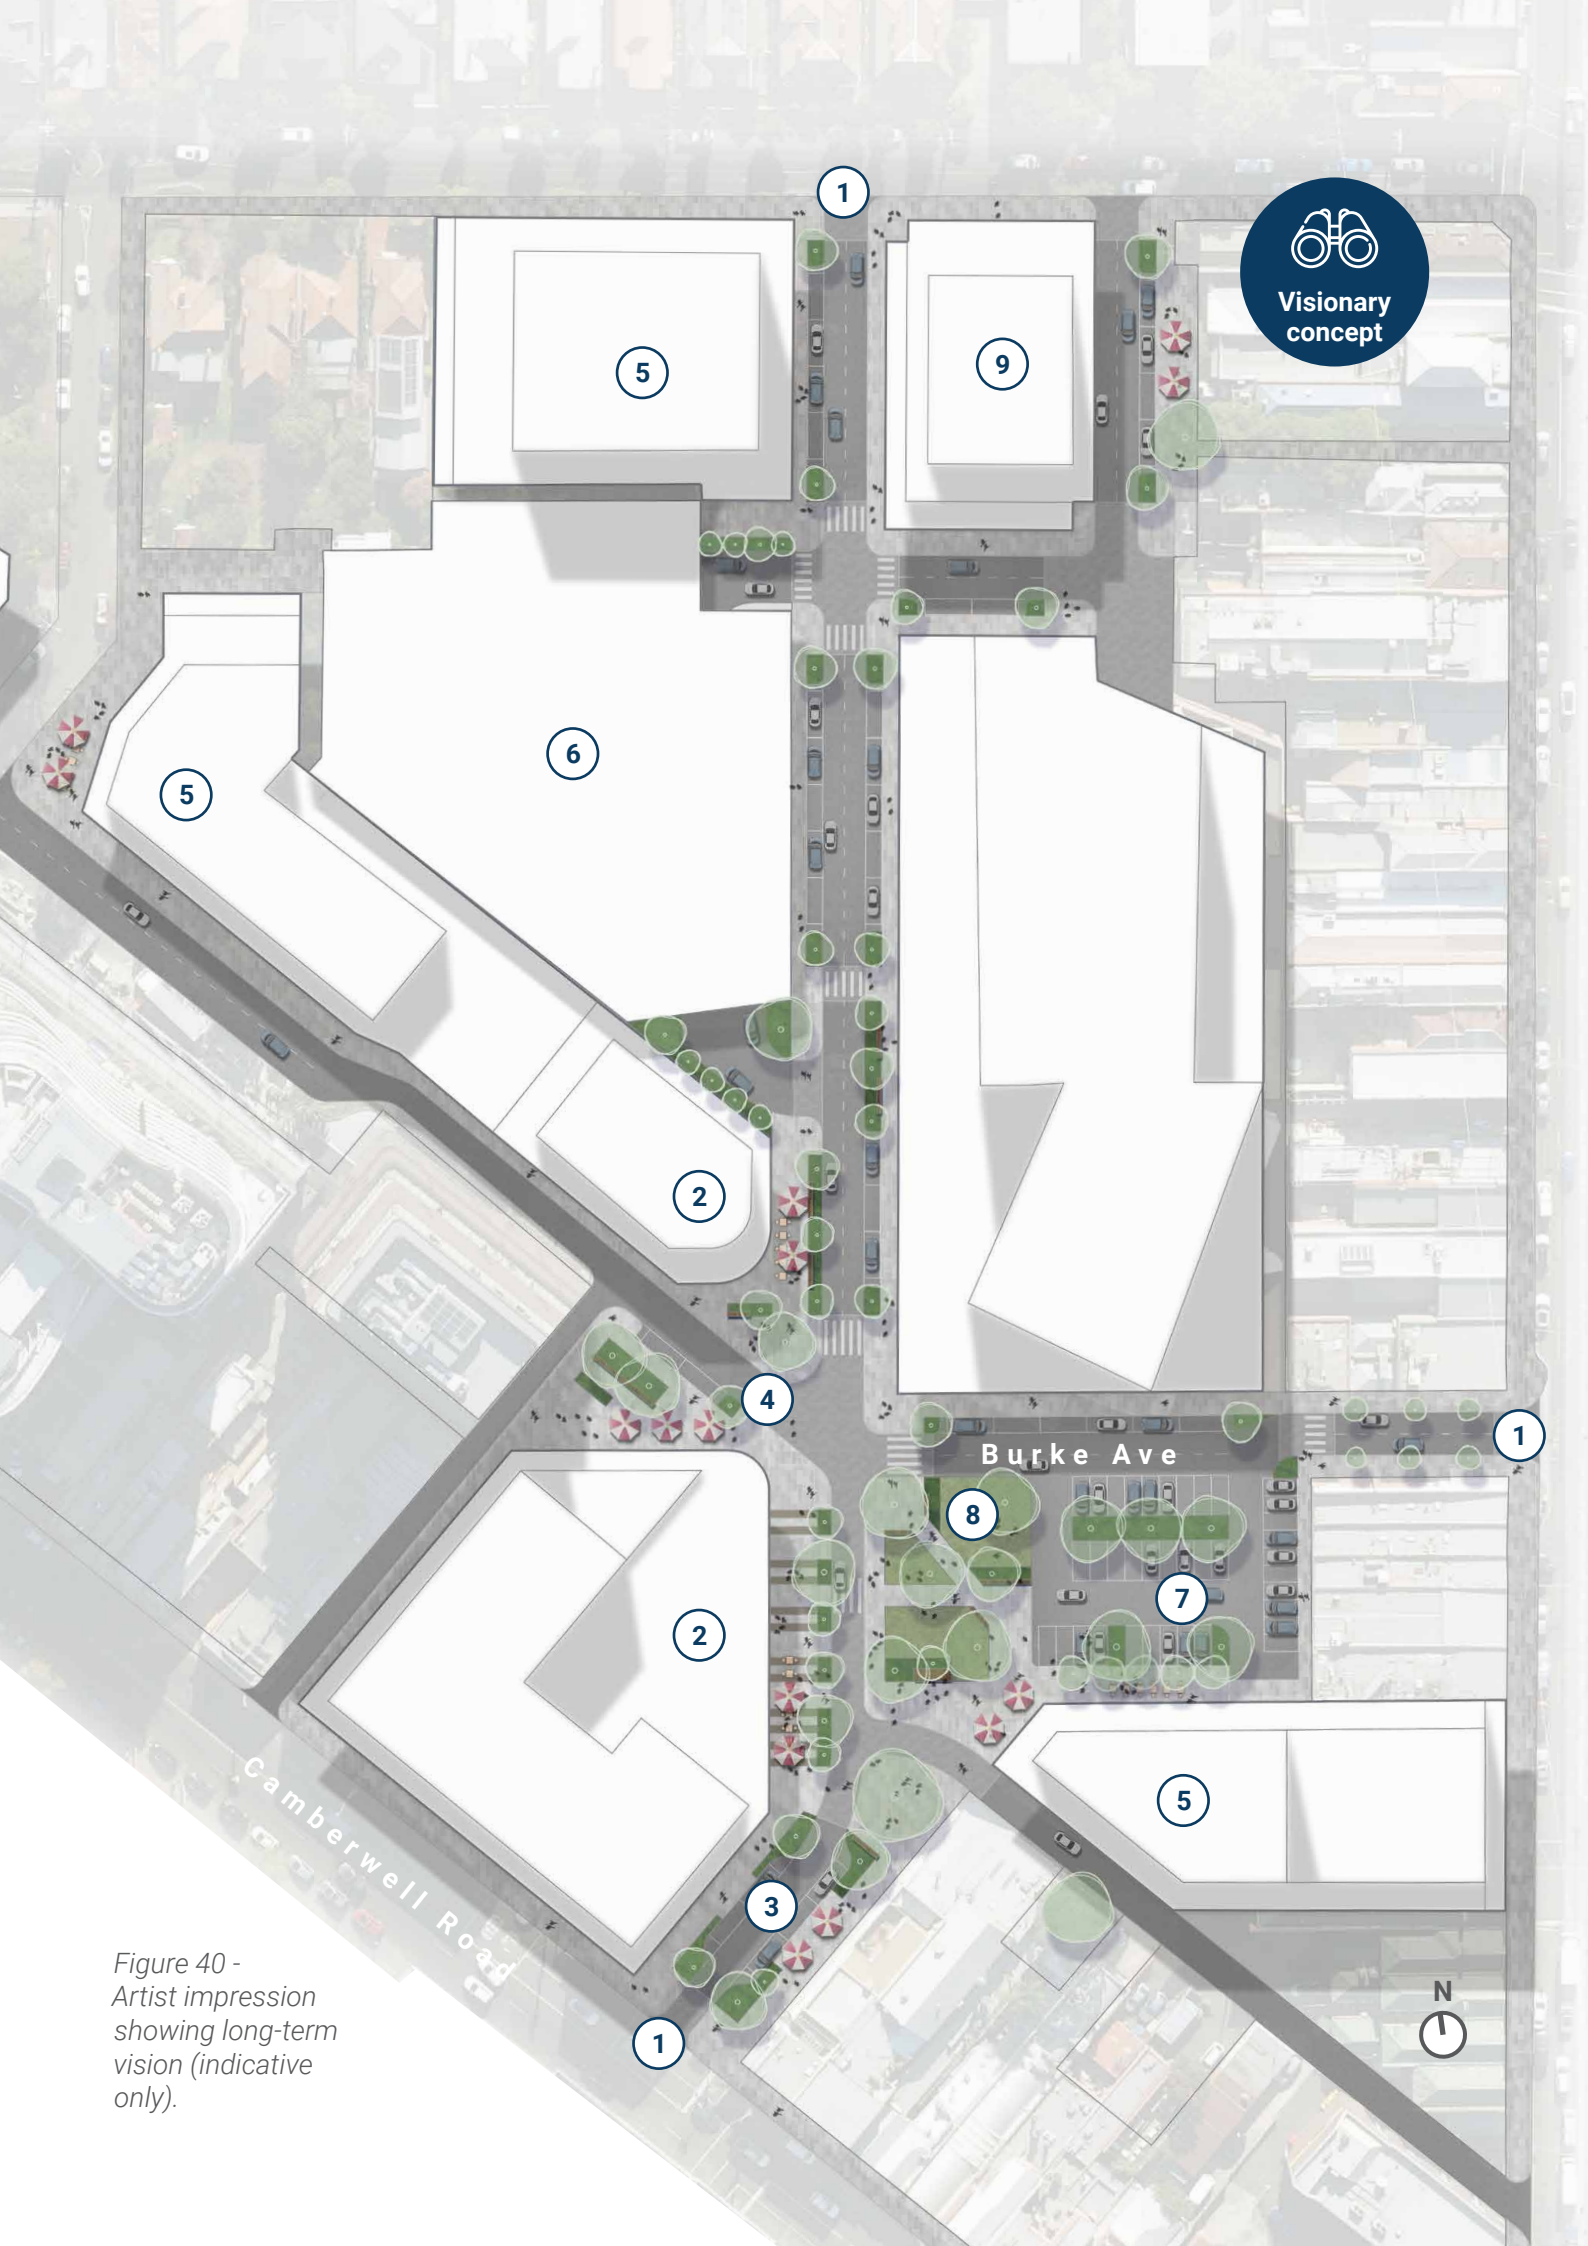 1
Visionary
concept
5
9
6
5
2
4
1
Burke Ave
8
7
2
5
3
Camberwell Road
1
N
Figure 40 -
Artist impression
showing long-term
vision (indicative
only).